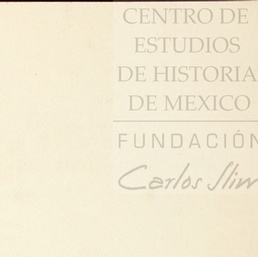 CENTRO DE
ESTUDIOS
DE HISTORIA
DE MEXICO
FUNDACIÓN
Carlos Slim